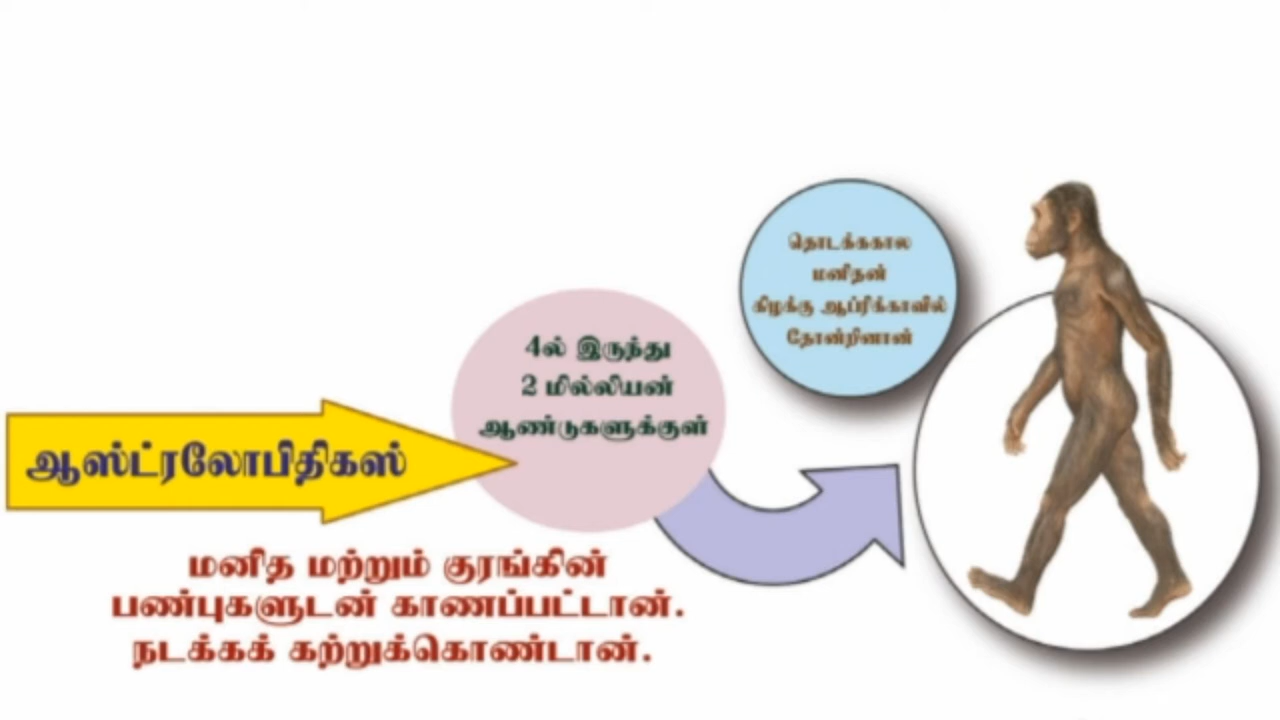 தொடக்ககால
மனிதன்
கிழக்கு ஆப்ரிக்காவில்
தோன்றினான்
4ல் இருந்து
2 மில்லியன்
ஆண்டுகளுக்குள்
ஆஸ்ட்ரலோபிதிகஸ்
மனித மற்றும் குரங்கின்
பண்புகளுடன் காணப்பட்டான்.
நடக்கக் கற்றுக்கொண்டான்.